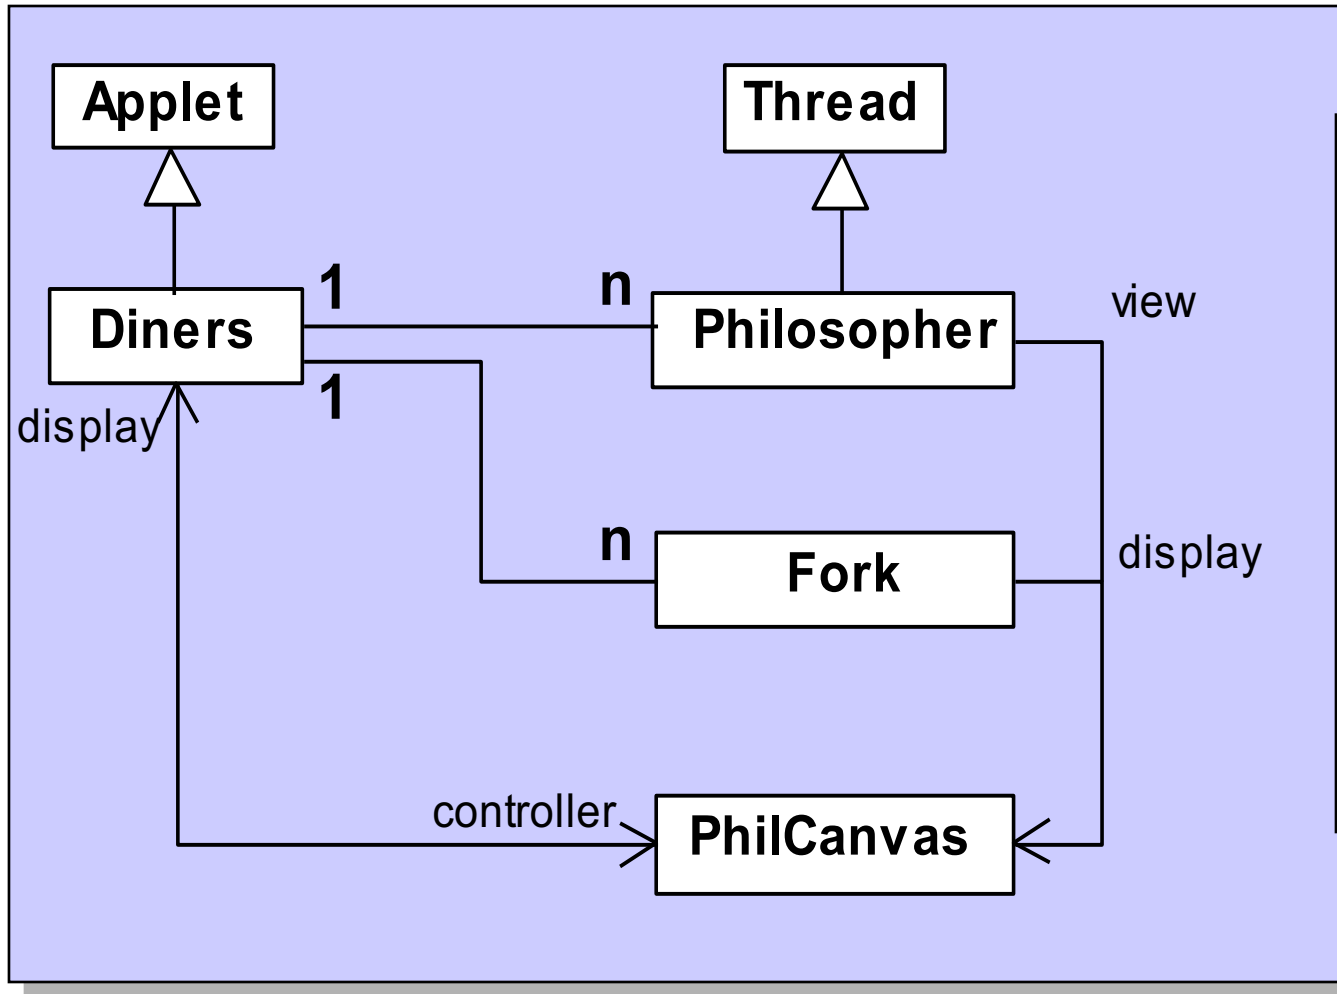 Applet
Thread
1
n
view
Diners
Philosopher
1
display
n
display
Fork
controller
PhilCanvas